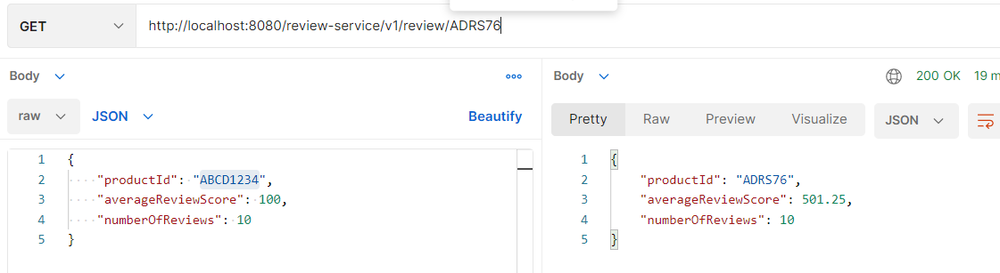 GET http://localhost:8080/review-service/v1/review/ADRS76
Body
raw JSON Beautify
1 {
2 "productId": "ABCD1234",
3 "averageReviewScore": 100,
4 "numberOfReviews": 10
5 }
Body 200 OK 19 m
Pretty Raw Preview Visualize JSON
1 {
2 "productId": "ADRS76",
3 "averageReviewScore": 501.25,
4 "numberOfReviews": 10
5 }